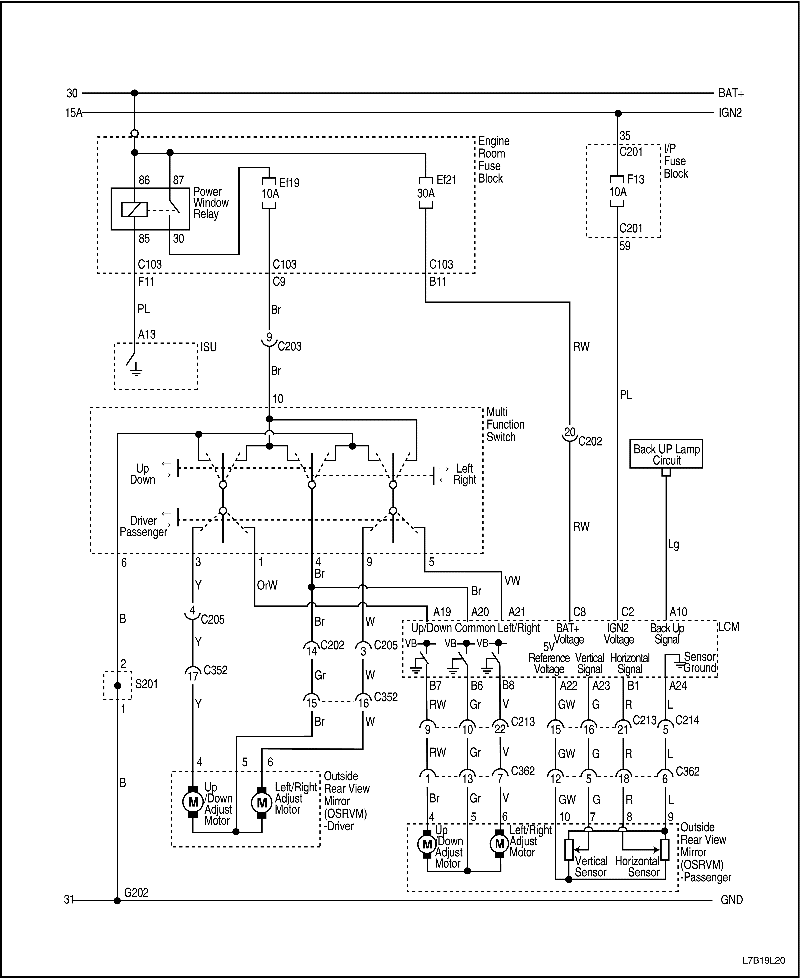 30 BAT+
15A IGN2
Engine
Room
Fuse
Block
35
C201
I/P
Fuse
Block
86 87
Power
Window
Relay
Ef19
10A
Ef21
30A
F13
10A
85 30
C201
59
C103 C103 C103
F11 C9 B11
PL Br
A13
ISU
9 C203
RW
Br
PL
10
Multi
Function
Switch
20 C202
Back UP Lamp
Circuit
Up
Down
Left
Right
Driver
Passenger
RW
Lg
6 3 1 4 9 5
Br
Y OrW Br VW
4 C205
A19 A20 A21 C8 C2 A10
B Br W
Up/Down Common Left/Right
BAT+
Voltage
IGN2
Voltage
Back Up
Signal
LCM
Y
14 C202 3 C205
VB VB VB
5V
Reference
Voltage
Vertical
Signal
Horizontal
Signal
Sensor
Ground
2
S201
1
17 C352
Gr W
B7 B6 B8 A22 A23 B1 A24
Y
15 16 C352
RW Gr V GW G R L
Br W
9 10 22 C213 15 16 21 C213 5 C214
B
RW Gr V GW G R L
4 5 6
1 13 7 C362 12 5 18 6 C362
Up
/Down
Adjust
Motor
M
Left/Right
Adjust
Motor
M
Outside
Rear View
Mirror
(OSRVM)
-Driver
Br Gr V GW G R L
4 5 6 10 7 8 9
Up
/Down
Adjust
Motor
M
Left/Right
Adjust
Motor
M
Vertical
Sensor
Horizontal
Sensor
Outside
Rear View
Mirror
(OSRVM)
-Passenger
G202
31 GND
L7B19L20